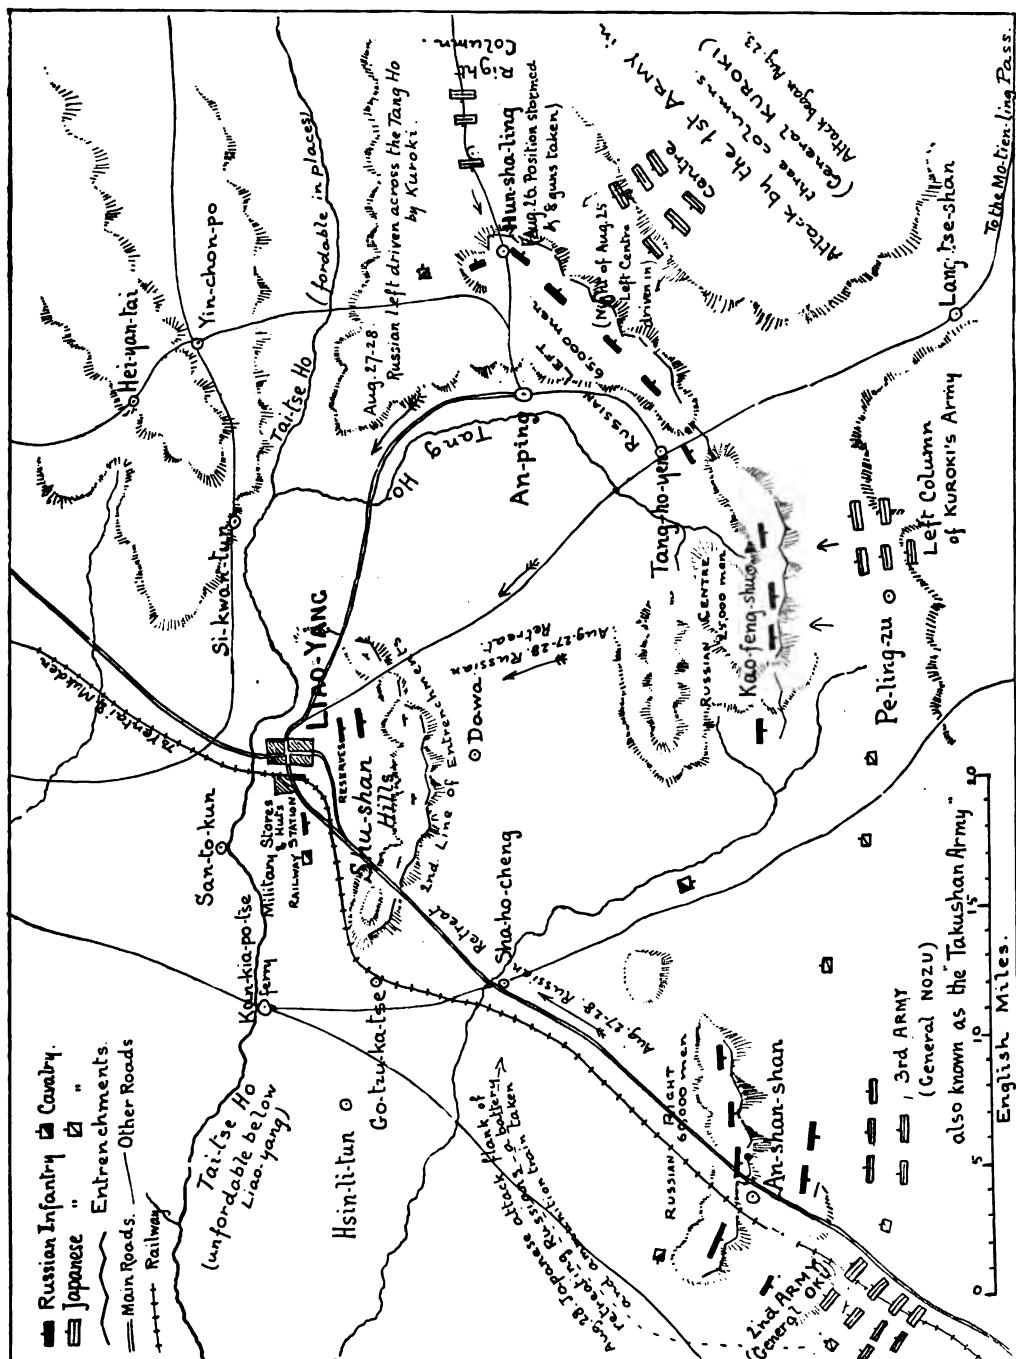 Russian Infantry Cavalry.
Japanese " "
Entrenchments.
Main Roads. Other Roads
Railway
Tai-tse Ho
(unfordable below
Liao-yang)
Hsin-li-tun
Go-tzu-ka-tse
Kan-kia-po-tse
ferry
San-to-kun
Military Stores
& Huts
RAILWAY STATION
To Yentai & Mukden
LIAO-YANG
RESERVES
Shu-shan
Hills
2nd Line of Entrenchments
Si-kwan-tun
Hei-yan-tai
Yin-chon-po
Tai-tse Ho (fordable in places)
Aug. 27-28.
Russian left driven across the Tang Ho
by Kuroki.
Right
Column.
Hun-sha-ling
Aug. 26. Position stormed
& 8 guns taken)
Attack by the 1st ARMY in
three columns.
(General KUROKI)
Attack began Aug. 23.
Centre
(Night of Aug. 25
Left Centre
driven in)
RUSSIAN LEFT
65,000 men
An-ping
Tang Ho
Tang-ho-yen
Lang-tse-shan
To the Mo-tien-ling Pass.
Left Column
of KUROKI'S Army
Pe-ling-zu
Kao-feng-shuo
RUSSIAN CENTRE
25,000 men
Aug. 27-28. Russian
Retreat
Dawa
Sha-ho-cheng
Aug 27-28. Russian Retreat
Aug 28. Japanese attack flank of
retreating Russians - a battery
and ammunition train taken
RUSSIAN RIGHT
60,000 men
An-shan-shan
2nd ARMY
(General OKU)
3rd ARMY
(General NOZU)
also known as the "Takushan Army"
0 5 10 15 20
English Miles.